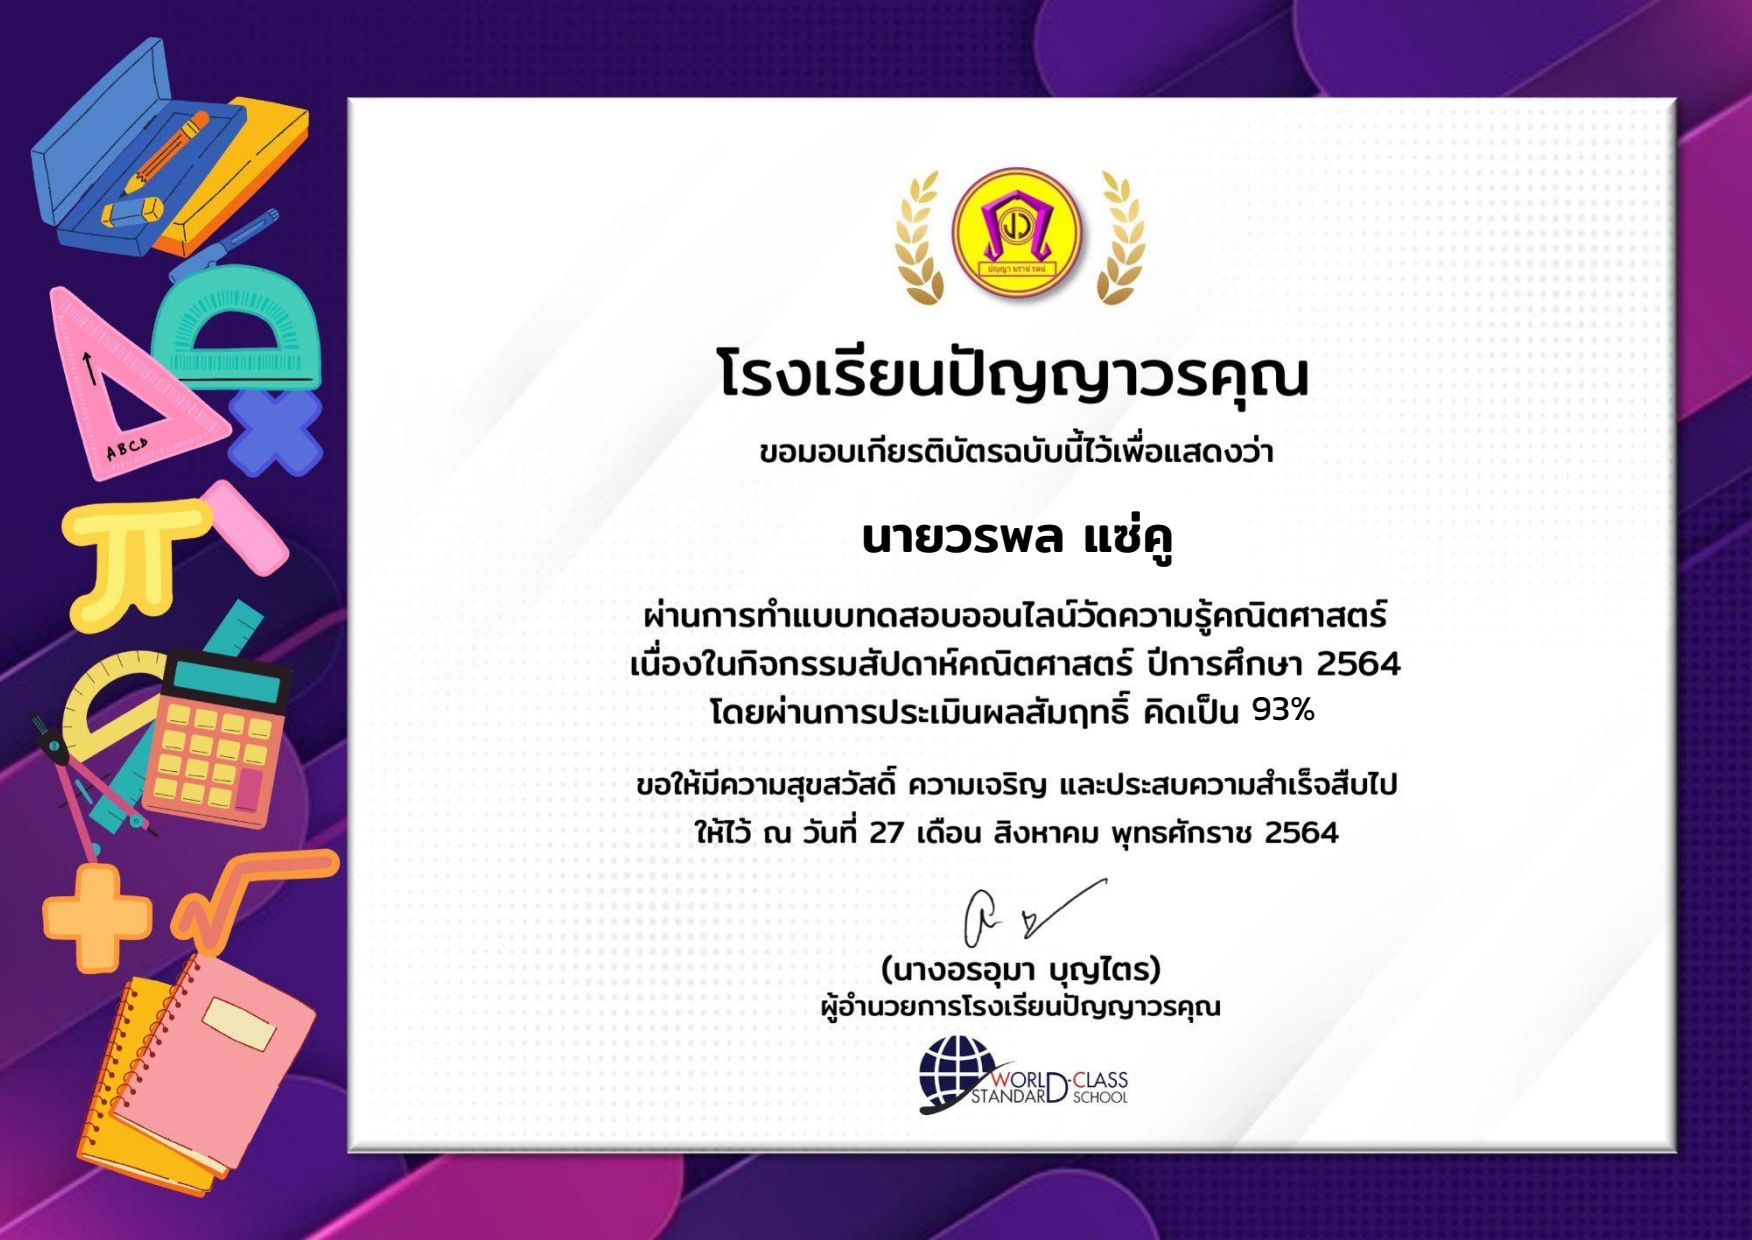 ปัญญา นรานํ รตนํ
โรงเรียนปัญญาวรคุณ
ขอมอบเกียรติบัตรฉบับนี้ไว้เพื่อแสดงว่า
นายวรพล แซ่คู
ผ่านการทำแบบทดสอบออนไลน์วัดความรู้คณิตศาสตร์
เนื่องในกิจกรรมสัปดาห์คณิตศาสตร์ ปีการศึกษา 2564
โดยผ่านการประเมินผลสัมฤทธิ์ คิดเป็น 93%
ขอให้มีความสุขสวัสดิ์ ความเจริญ และประสบความสำเร็จสืบไป
ให้ไว้ ณ วันที่ 27 เดือน สิงหาคม พุทธศักราช 2564
(นางอรอุมา บุญไตร)
ผู้อำนวยการโรงเรียนปัญญาวรคุณ
WORLD-CLASS
STANDARD SCHOOL
ABCD